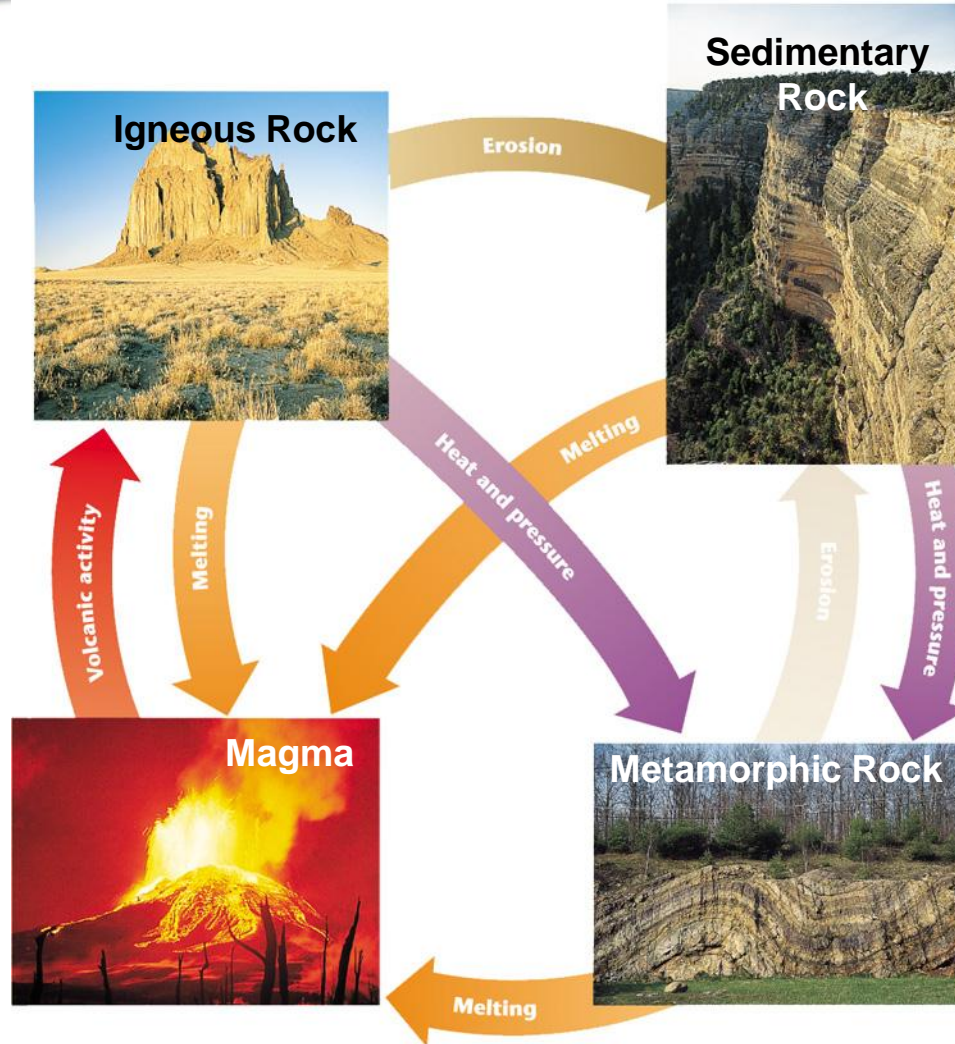 Sedimentary
Rock
Igneous Rock
Erosion
Melting
Heat and pressure
Melting
Volcanic activity
Erosion
Heat and pressure
Magma
Metamorphic Rock
Melting